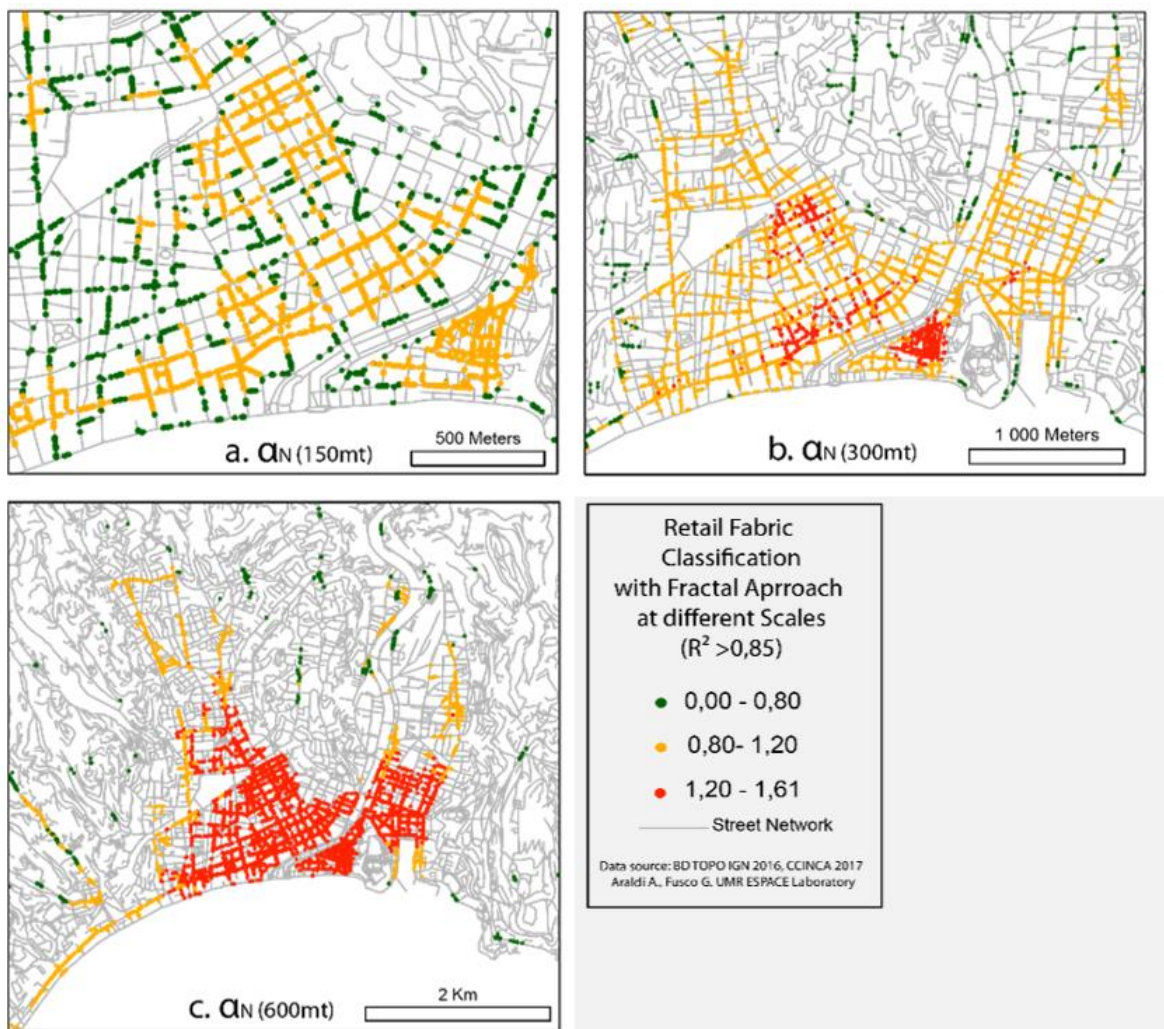 500 Meters
a. αN (150mt)
1 000 Meters
b. αN (300mt)
2 Km
c. αN (600mt)
Retail Fabric
Classification
with Fractal Aprroach
at different Scales
(R² >0,85)
0,00 - 0,80
0,80- 1,20
1,20 - 1,61
Street Network
Data source: BD TOPO IGN 2016, CCINCA 2017
Araldi A., Fusco G. UMR ESPACE Laboratory